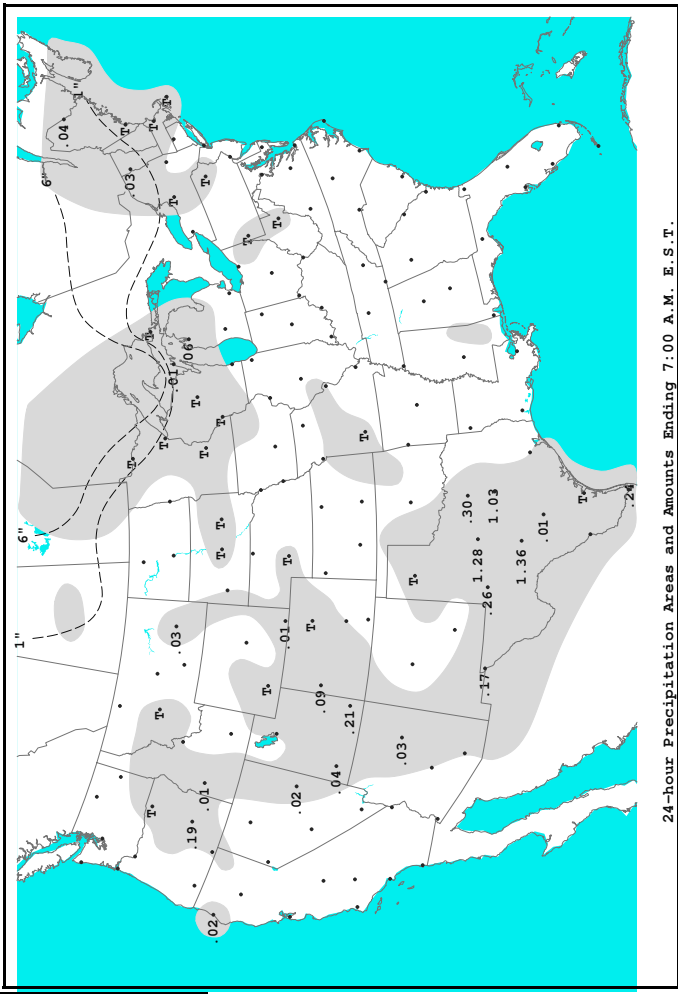 1"
6"
6"
.04
1"
T
.03
T
T
T
T
T
T
T
.01
T
.03
.06
.19
T
.01
T
T
.02
T
T
T
T
T
T
.01
T
.02
T
.09
.04
.21
T
.03
T
.30
1.28
.17
.26
1.03
1.36
.01
T
24-hour Precipitation Areas and Amounts Ending 7:00 A.M. E.S.T.